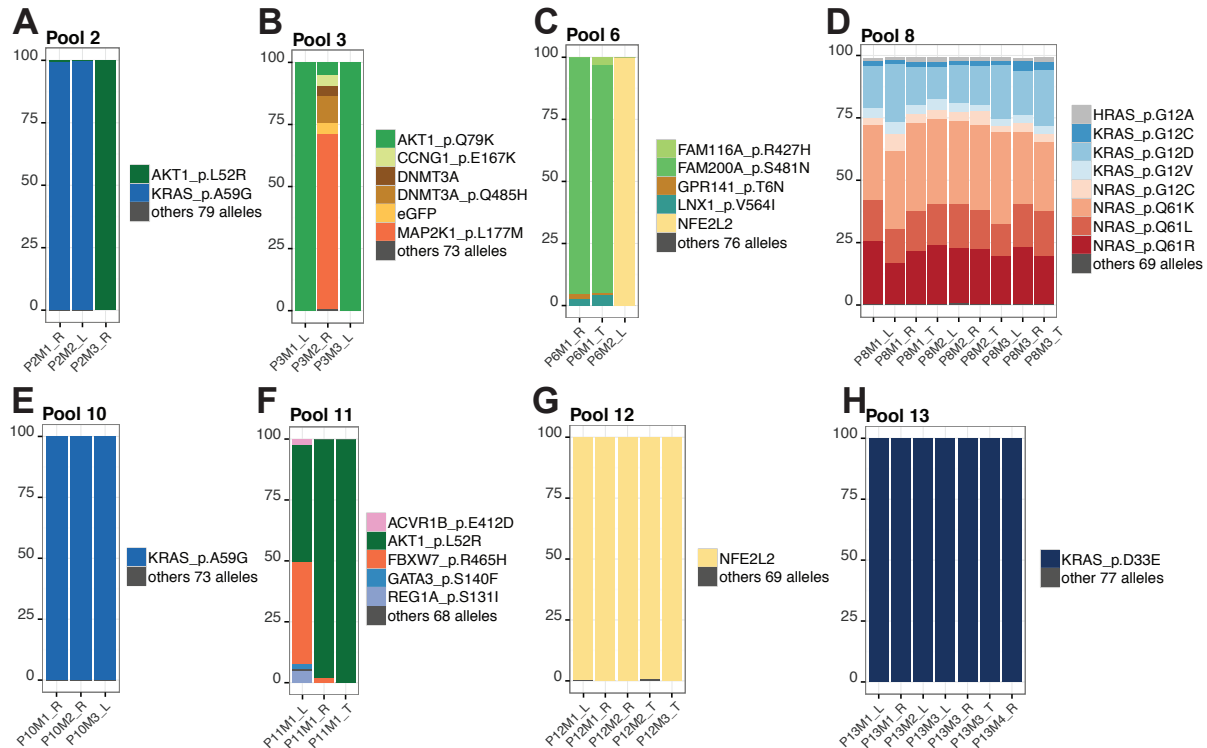 A
Pool 2
100
75
50
25
0
P2M1_R
P2M2_L
P2M3_R
AKT1_p.L52R
KRAS_p.A59G
others 79 alleles
B
Pool 3
100
75
50
25
0
P3M1_L
P3M2_R
P3M3_L
AKT1_p.Q79K
CCNG1_p.E167K
DNMT3A
DNMT3A_p.Q485H
eGFP
MAP2K1_p.L177M
others 73 alleles
C
Pool 6
100
75
50
25
0
P6M1_R
P6M1_T
P6M2_L
FAM116A_p.R427H
FAM200A_p.S481N
GPR141_p.T6N
LNX1_p.V564I
NFE2L2
others 76 alleles
D
Pool 8
100
75
50
25
0
P8M1_L
P8M1_R
P8M1_T
P8M2_L
P8M2_R
P8M2_T
P8M3_L
P8M3_R
P8M3_T
HRAS_p.G12A
KRAS_p.G12C
KRAS_p.G12D
KRAS_p.G12V
NRAS_p.G12C
NRAS_p.Q61K
NRAS_p.Q61L
NRAS_p.Q61R
others 69 alleles
E
Pool 10
100
75
50
25
0
P10M1_R
P10M2_R
P10M3_L
KRAS_p.A59G
others 73 alleles
F
Pool 11
100
75
50
25
0
P11M1_L
P11M1_R
P11M1_T
ACVR1B_p.E412D
AKT1_p.L52R
FBXW7_p.R465H
GATA3_p.S140F
REG1A_p.S131I
others 68 alleles
G
Pool 12
100
75
50
25
0
P12M1_L
P12M1_R
P12M2_R
P12M2_T
P12M3_T
NFE2L2
others 69 alleles
H
Pool 13
100
75
50
25
0
P13M1_L
P13M1_R
P13M2_L
P13M3_L
P13M3_R
P13M3_T
P13M4_R
KRAS_p.D33E
other 77 alleles